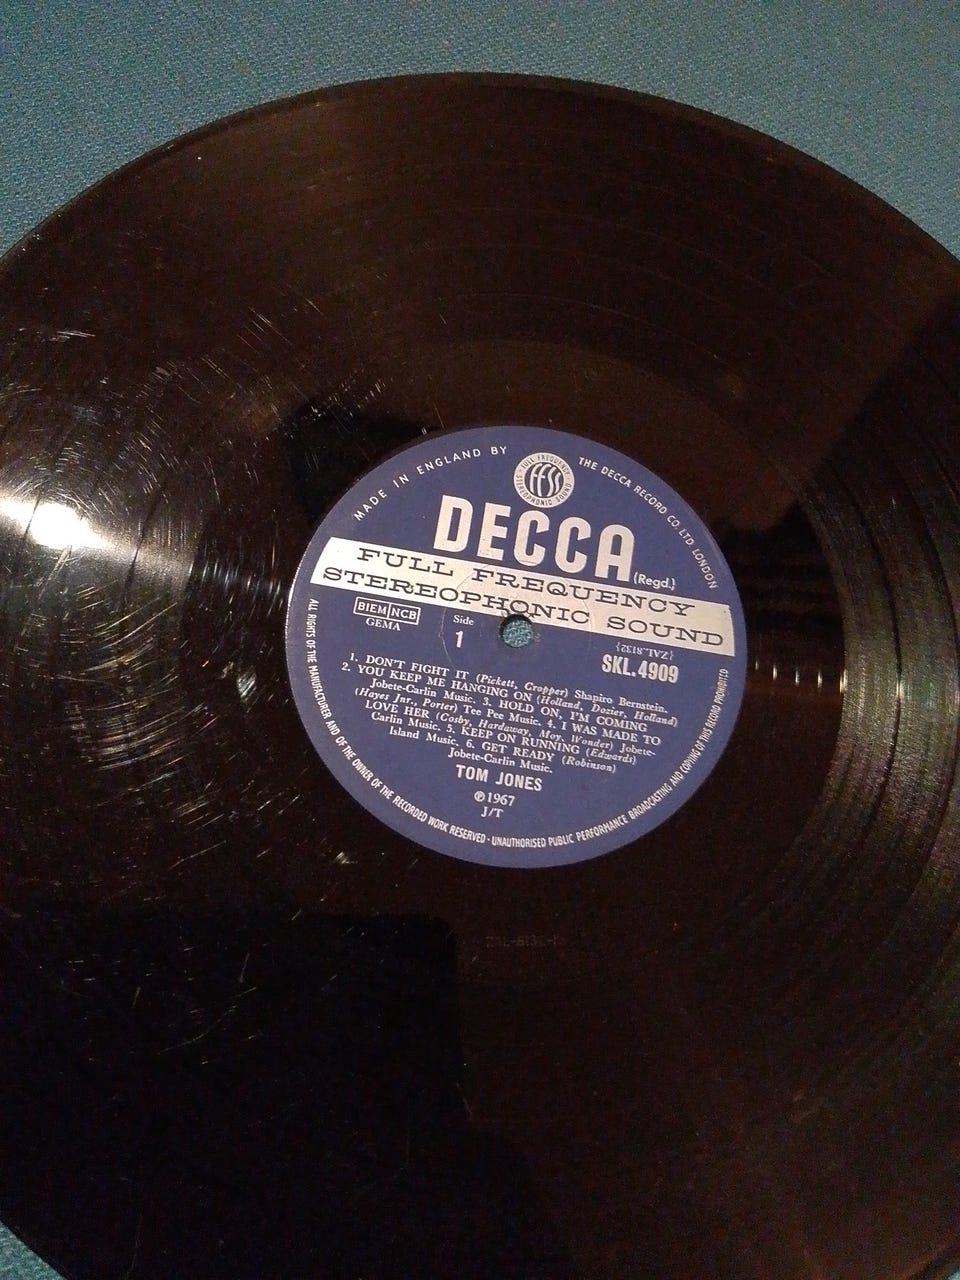 MADE IN ENGLAND BY
THE DECCA RECORD CO. LTD. LONDON
FULL FREQUENCY
FFSS
STEREOPHONIC SOUND
DECCA
(Regd.)
FULL FREQUENCY
STEREOPHONIC SOUND
BIEM NCB
GEMA
Side
1
{ZAL.8132}
SKL.4909
1. DON'T FIGHT IT (Pickett, Cropper) Shapiro Bernstein.
2. YOU KEEP ME HANGING ON (Holland, Dozier, Holland)
Jobete-Carlin Music. 3. HOLD ON, I'M COMING
(Hayes Jnr., Porter) Tee Pee Music. 4. I WAS MADE TO
LOVE HER (Cosby, Hardaway, Moy, Wonder) Jobete-
Carlin Music. 5. KEEP ON RUNNING (Edwards)
Island Music. 6. GET READY (Robinson)
Jobete-Carlin Music.
TOM JONES
℗1967
J/T
ALL RIGHTS OF THE MANUFACTURER AND OF THE OWNER OF THE RECORDED WORK RESERVED · UNAUTHORISED PUBLIC PERFORMANCE BROADCASTING AND COPYING OF THIS RECORD PROHIBITED